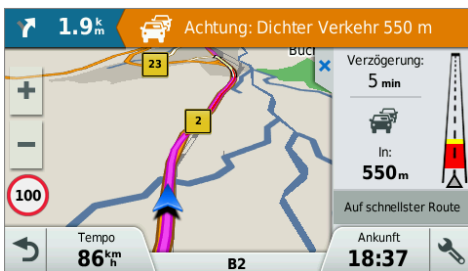 1.9 km
Achtung: Dichter Verkehr 550 m
23
Buch
Verzögerung:
5 min
2
In:
550 m
100
Auf schnellster Route
Tempo
86 km/h
B2
Ankunft
18:37